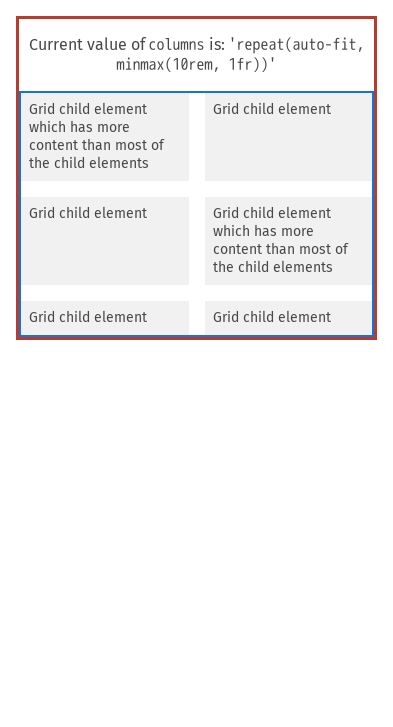 Current value of columns is: 'repeat(auto-fit,
minmax(10rem, 1fr))'
Grid child element
which has more
content than most of
the child elements
Grid child element
Grid child element
Grid child element
which has more
content than most of
the child elements
Grid child element
Grid child element